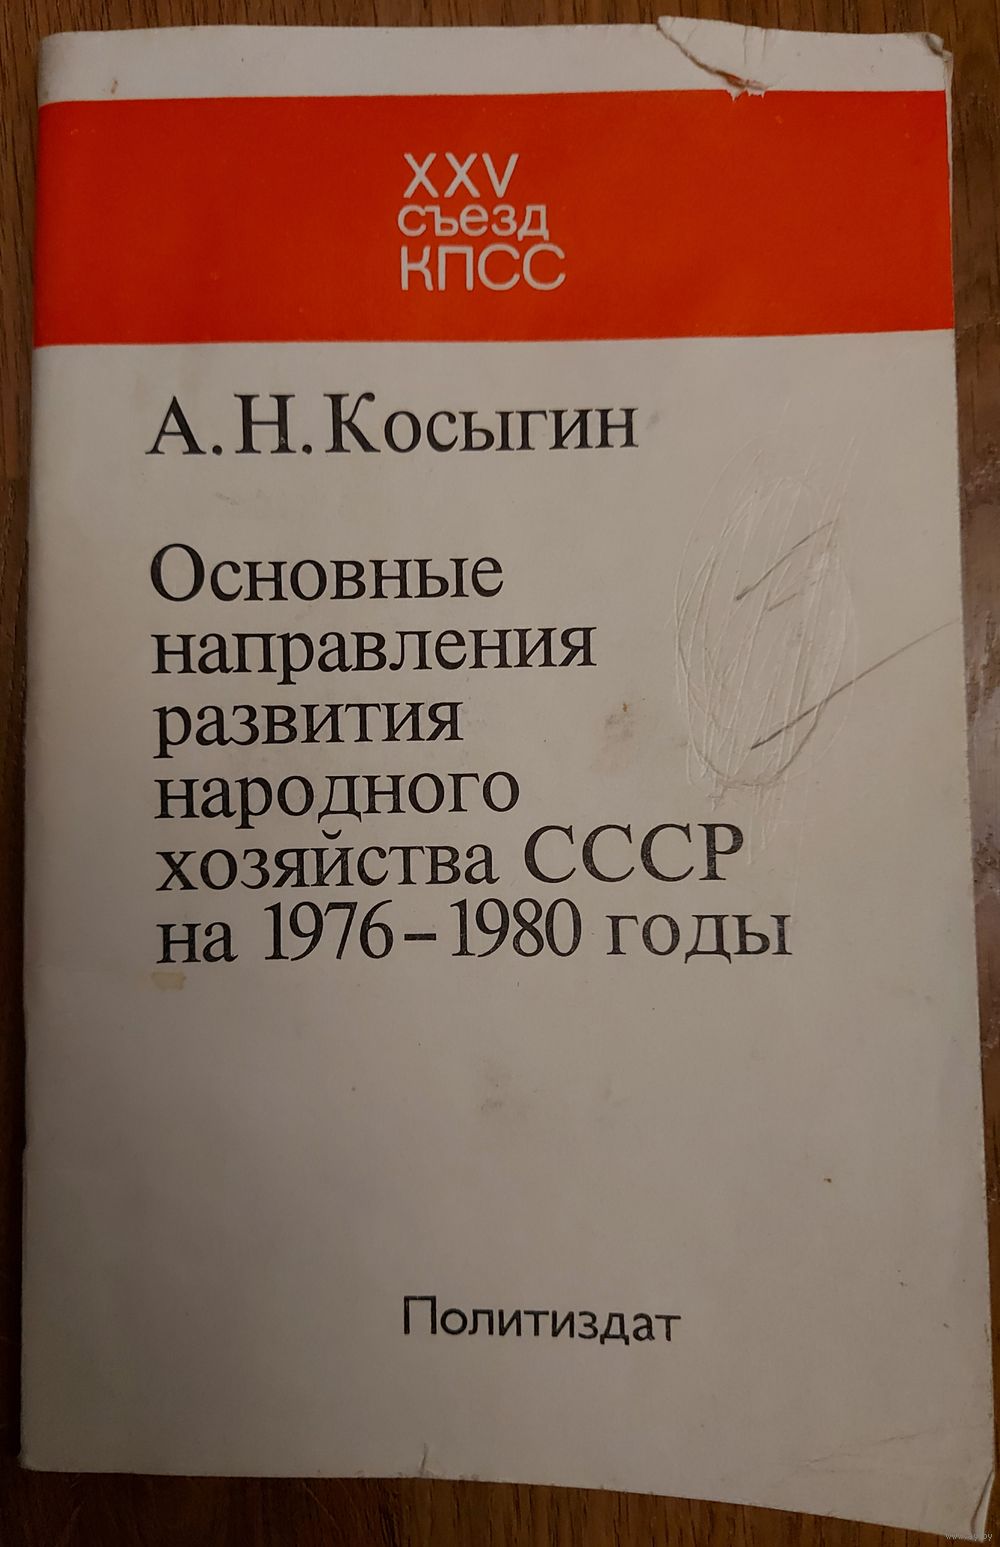 XXV
съезд
КПСС
А. Н. Косыгин
Основные
направления
развития
народного
хозяйства СССР
на 1976–1980 годы
Политиздат